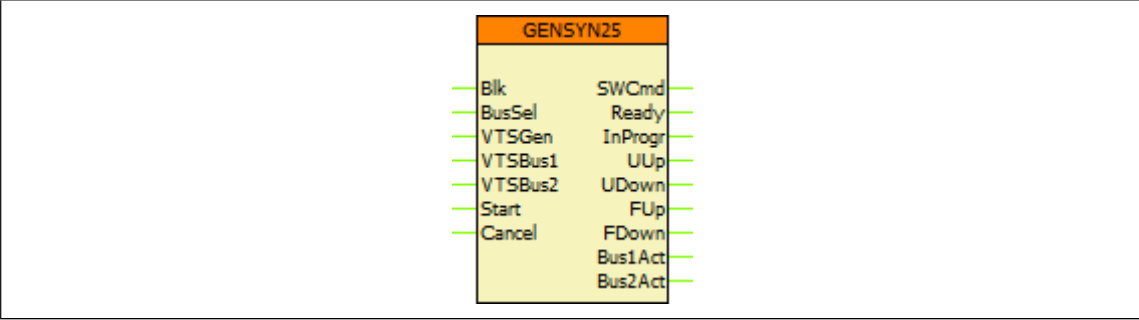 GENSYN25
Blk SWCmd
BusSel Ready
VTSGen InProgr
VTSBus1 UUp
VTSBus2 UDown
Start FUp
Cancel FDown
Bus1Act
Bus2Act